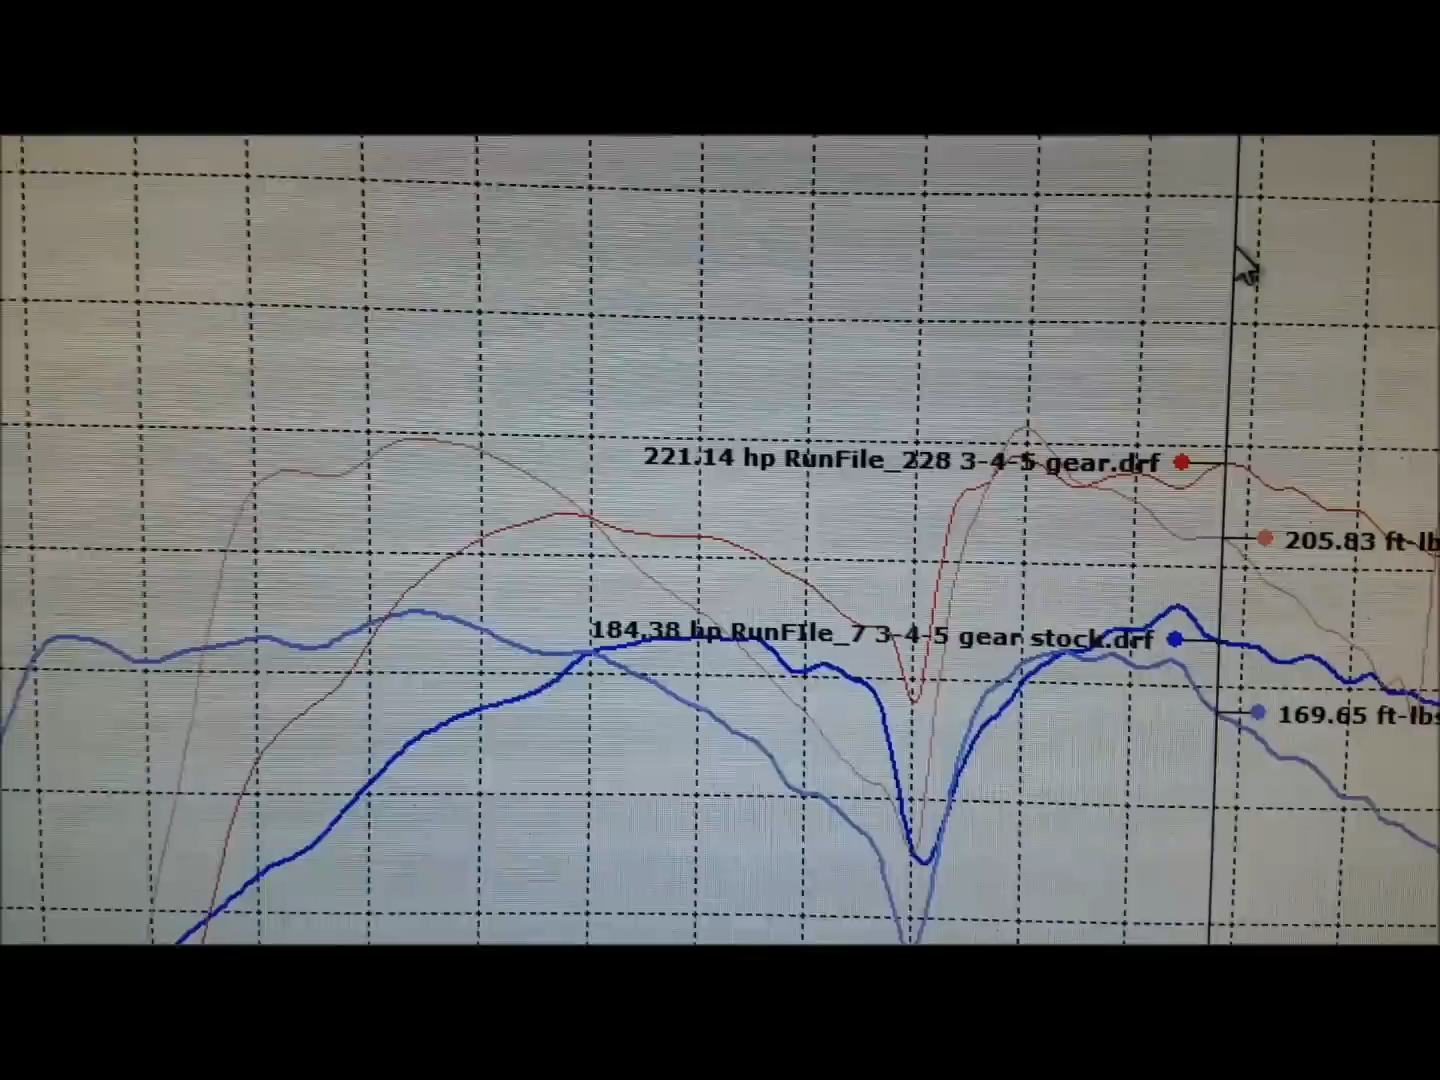 221.14 hp RunFile_228 3-4-5 gear.drf
205.83 ft-lb
184.38 hp RunFIle_7 3-4-5 gear stock.drf
169.65 ft-lbs